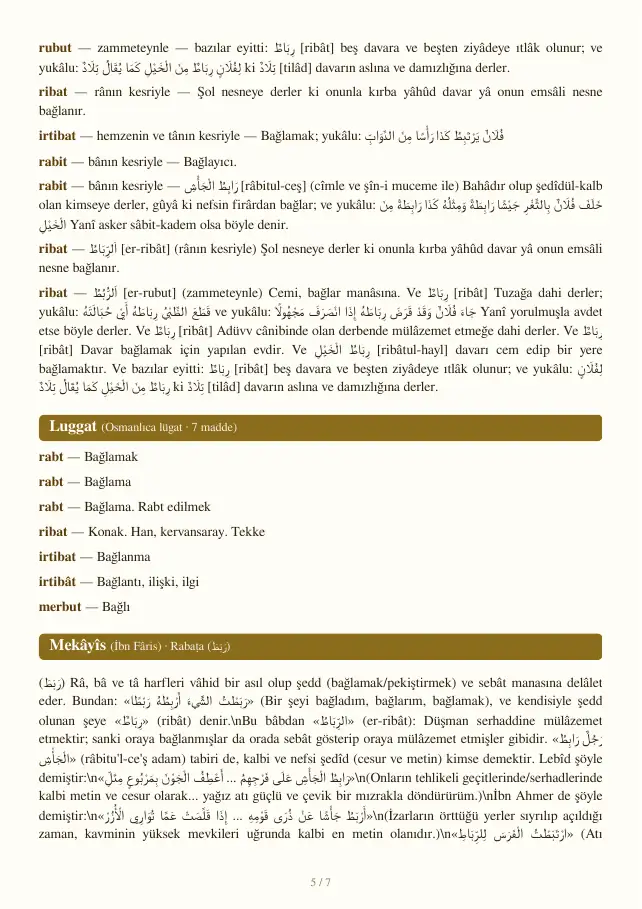 rubut — zammeteynle — bazılar eyitti: رِبَاطٌ [ribât] beş davara ve beşten ziyâdeye ıtlâk olunur; ve
yukâlu: لِفُلَانٍ رِبَاطٌ مِنَ الْخَيْلِ كَمَا يُقَالُ تِلَادٌ ki تِلَادٌ [tilâd] davarın aslına ve damızlığına derler.
ribat — rânın kesriyle — Şol nesneye derler ki onunla kırba yâhûd davar yâ onun emsâli nesne
bağlanır.
irtibat — hemzenin ve tânın kesriyle — Bağlamak; yukâlu: فُلَانٌ يَرْتَبِطُ كَذَا رَأْسًا مِنَ الدَّوَابِّ
rabit — bânın kesriyle — Bağlayıcı.
rabit — bânın kesriyle — رَابِطُ الْجَأْشِ [râbitul-ceş] (cîmle ve şîn-i muceme ile) Bahâdır olup şedîdül-kalb
olan kimseye derler, gûyâ ki nefsin firârdan bağlar; ve yukâlu: خَلَفَ فُلَانٌ بِالثَّغْرِ جَيْشًا رَابِطَةً وَمِثْلُهُ كَذَا رَابِطَةً مِنَ
الْخَيْلِ Yanî asker sâbit-kadem olsa böyle denir.
ribat — اَلرِّبَاطُ [er-ribât] (rânın kesriyle) Şol nesneye derler ki onunla kırba yâhûd davar yâ onun emsâli
nesne bağlanır.
ribat — اَلرُّبُطُ [er-rubut] (zammeteynle) Cemi, bağlar manâsına. Ve رِبَاطٌ [ribât] Tuzağa dahi derler;
yukâlu: قَطَعَ الظَّبْيُ رِبَاطَهُ أَيْ حُبَالَتَهُ ve yukâlu: جَاءَ فُلَانٌ وَقَدْ قَرَضَ رِبَاطَهُ إِذَا انْصَرَفَ مَجْهُولًا Yanî yorulmuşla avdet
etse böyle derler. Ve رِبَاطٌ [ribât] Adüvv cânibinde olan derbende mülâzemet etmeğe dahi derler. Ve رِبَاطٌ
[ribât] Davar bağlamak için yapılan evdir. Ve رِبَاطُ الْخَيْلِ [ribâtul-hayl] davarı cem edip bir yere
bağlamaktır. Ve bazılar eyitti: رِبَاطٌ [ribât] beş davara ve beşten ziyâdeye ıtlâk olunur; ve yukâlu: لِفُلَانٍ
رِبَاطٌ مِنَ الْخَيْلِ كَمَا يُقَالُ تِلَادٌ ki تِلَادٌ [tilâd] davarın aslına ve damızlığına derler.
Luggat (Osmanlıca lügat · 7 madde)
rabt — Bağlamak
rabt — Bağlama
rabt — Bağlama. Rabt edilmek
ribat — Konak. Han, kervansaray. Tekke
irtibat — Bağlanma
irtibât — Bağlantı, ilişki, ilgi
merbut — Bağlı
Mekâyîs (İbn Fâris) · Rabaṭa (رَبَطَ)
(رَبَطَ) Râ, bâ ve tâ harfleri vâhid bir asıl olup şedd (bağlamak/pekiştirmek) ve sebât manasına delâlet
eder. Bundan: «رَبَطْتُ الشَّيْءَ أَرْبِطُهُ رَبْطًا» (Bir şeyi bağladım, bağlarım, bağlamak), ve kendisiyle şedd
olunan şeye «رِبَاطٌ» (ribât) denir.\nBu bâbdan «الرِّبَاطُ» (er-ribât): Düşman serhaddine mülâzemet
etmektir; sanki oraya bağlanmışlar da orada sebât gösterip oraya mülâzemet etmişler gibidir. «رَجُلٌ رَابِطُ
الْجَأْشِ» (râbitu'l-ce'ş adam) tabiri de, kalbi ve nefsi şedîd (cesur ve metin) kimse demektir. Lebîd şöyle
demiştir:\n«رَابِطُ الْجَأْشِ عَلَى فَرْجِهِمُ ... أَعْطِفُ الْجَوْنَ بِمَرْبُوعٍ مِتَلّ»\n(Onların tehlikeli geçitlerinde/serhadlerinde
kalbi metin ve cesur olarak... yağız atı güçlü ve çevik bir mızrakla döndürürüm.)\nİbn Ahmer de şöyle
demiştir:\n«أَرْبَطَ جَأْشًا عَنْ ذُرَى قَوْمِهِ ... إِذْ قَلَّصَتْ عَمَّا تُوَارِي الْأُزُرْ»\n(İzarların örttüğü yerler sıyrılıp açıldığı
zaman, kavminin yüksek mevkileri uğrunda kalbi en metin olanıdır.)\n«ارْتَبَطْتُ الْفَرَسَ لِلرِّبَاطِ» (Atı
5 / 7